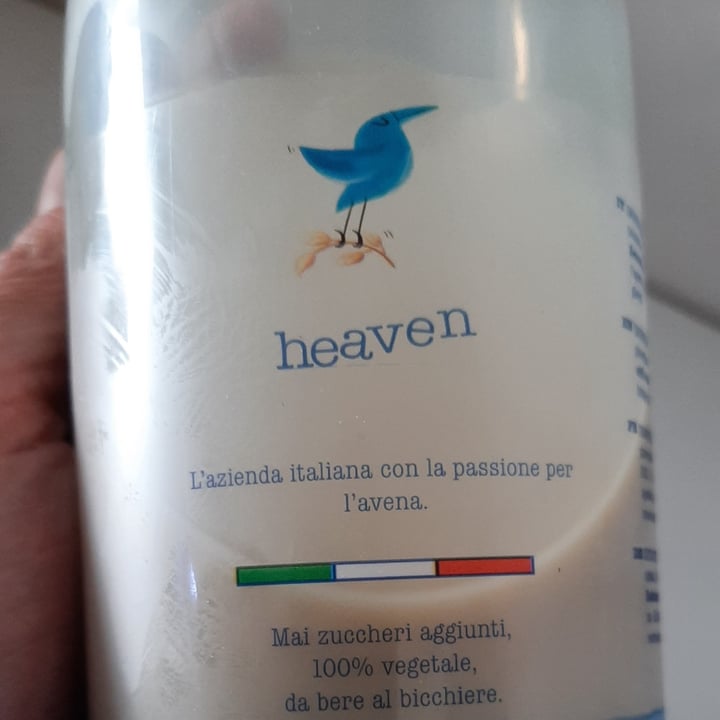 heaven
L'azienda italiana con la passione per
l'avena.
Mai zuccheri aggiunti,
100% vegetale,
da bere al bicchiere.